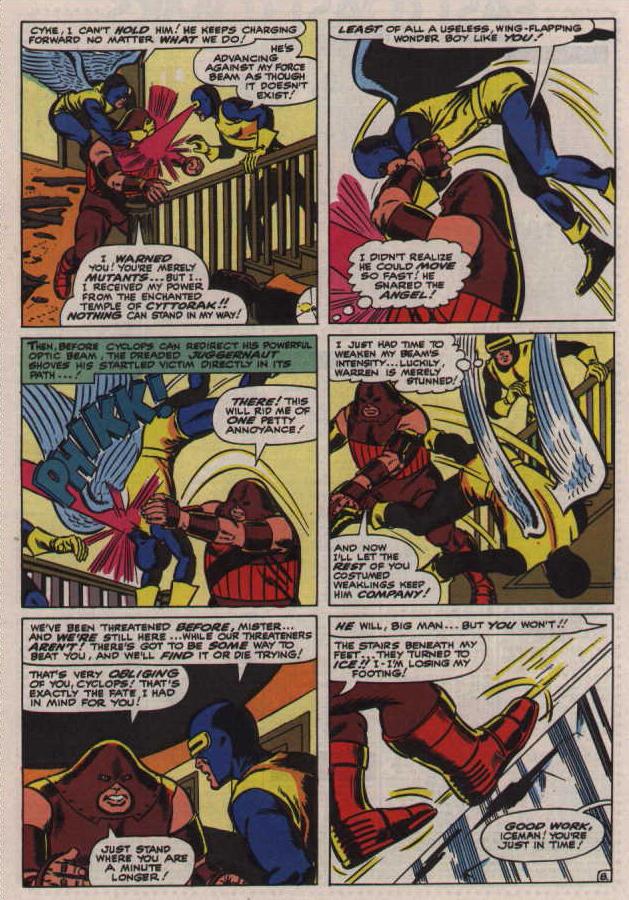 CYKE, I CAN'T HOLD HIM! HE KEEPS CHARGING
FORWARD NO MATTER WHAT WE DO!
HE'S
ADVANCING
AGAINST MY FORCE
BEAM AS THOUGH
IT DOESN'T
EXIST!
I WARNED
YOU! YOU'RE MERELY
MUTANTS... BUT I..
I RECEIVED MY POWER
FROM THE ENCHANTED
TEMPLE OF CYTTORAK!!
NOTHING CAN STAND IN MY WAY!
LEAST OF ALL A USELESS, WING-FLAPPING
WONDER BOY LIKE YOU!
I DIDN'T REALIZE
HE COULD MOVE
SO FAST! HE
SNARED THE
ANGEL!
THEN, BEFORE CYCLOPS CAN REDIRECT HIS POWERFUL
OPTIC BEAM, THE DREADED JUGGERNAUT
SHOVES HIS STARTLED VICTIM DIRECTLY IN ITS
PATH---!
PHIKK!
THERE! THIS
WILL RID ME OF
ONE PETTY
ANNOYANCE!
I JUST HAD TIME TO
WEAKEN MY BEAM'S
INTENSITY... LUCKILY,
WARREN IS MERELY
STUNNED!
AND NOW
I'LL LET THE
REST OF YOU
COSTUMED
WEAKLINGS KEEP
HIM COMPANY!
WE'VE BEEN THREATENED BEFORE, MISTER...
AND WE'RE STILL HERE... WHILE OUR THREATENERS
AREN'T! THERE'S GOT TO BE SOME WAY TO
BEAT YOU, AND WE'LL FIND IT OR DIE TRYING!
THAT'S VERY OBLIGING
OF YOU, CYCLOPS! THAT'S
EXACTLY THE FATE I HAD
IN MIND FOR YOU!
JUST STAND
WHERE YOU ARE
A MINUTE
LONGER!
HE WILL, BIG MAN... BUT YOU WON'T!!
THE STAIRS BENEATH MY
FEET... THEY TURNED TO
ICE!! I-I'M LOSING MY
FOOTING!
GOOD WORK,
ICEMAN! YOU'RE
JUST IN TIME!
8